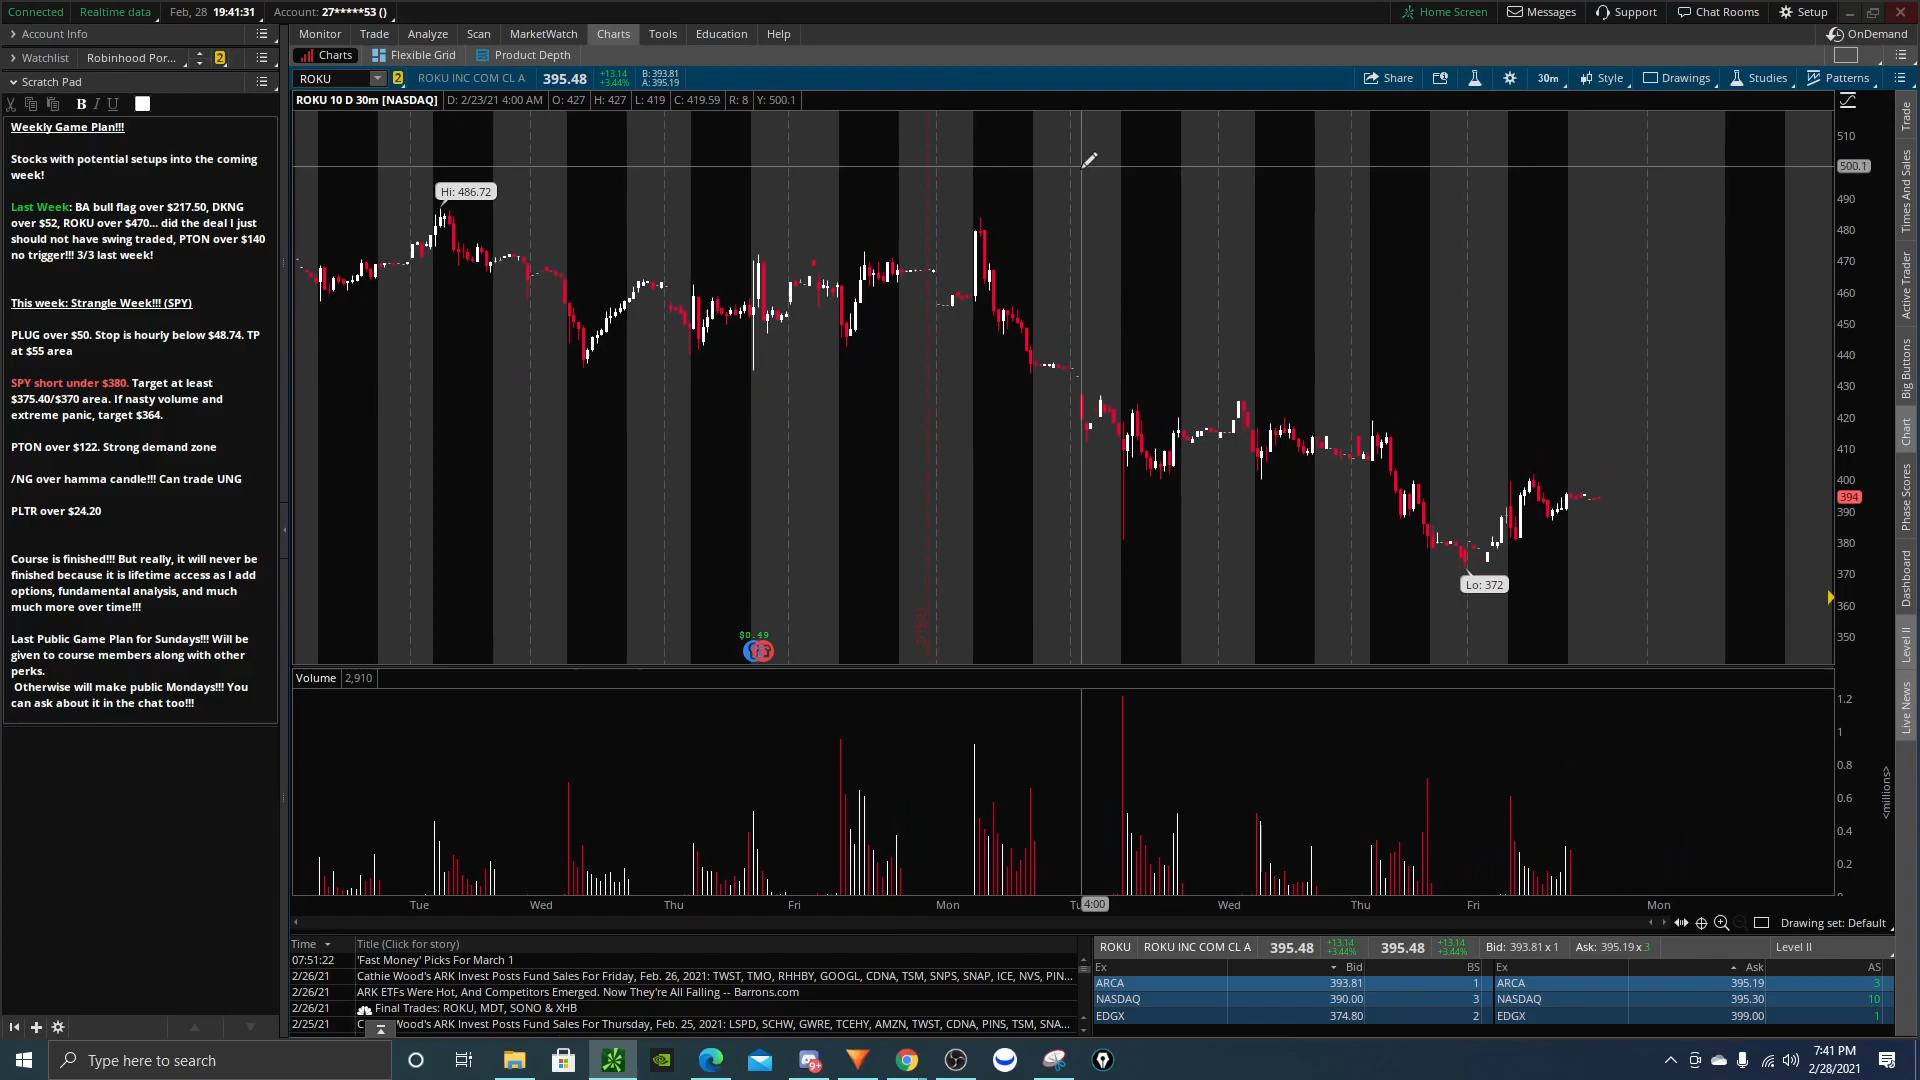 Connected Realtime data Feb, 28 19:41:31 Account: 27*****53 () Home Screen Messages Support Chat Rooms Setup
Account Info Monitor Trade Analyze Scan MarketWatch Charts Tools Education Help OnDemand
Watchlist Robinhood Por... 2 Charts Flexible Grid Product Depth
Scratch Pad ROKU 2 ROKU INC COM CL A 395.48 +13.14 +3.44% B: 393.81 A: 395.19 Share 30m Style Drawings Studies Patterns
B I U
ROKU 10 D 30m [NASDAQ] D: 2/23/21 4:00 AM O: 427 H: 427 L: 419 C: 419.59 R: 8 Y: 500.1
Weekly Game Plan!!!
Stocks with potential setups into the coming
week!
Last Week: BA bull flag over $217.50, DKNG
over $52, ROKU over $470... did the deal I just
should not have swing traded, PTON over $140
no trigger!!! 3/3 last week!
This week: Strangle Week!!! (SPY)
PLUG over $50. Stop is hourly below $48.74. TP
at $55 area
SPY short under $380. Target at least
$375.40/$370 area. If nasty volume and
extreme panic, target $364.
PTON over $122. Strong demand zone
/NG over hamma candle!!! Can trade UNG
PLTR over $24.20
Course is finished!!! But really, it will never be
finished because it is lifetime access as I add
options, fundamental analysis, and much
much more over time!!!
Last Public Game Plan for Sundays!!! Will be
given to course members along with other
perks.
Otherwise will make public Mondays!!! You
can ask about it in the chat too!!!
Hi: 486.72
Lo: 372
$0.49
510
500.1
490
480
470
460
450
440
430
420
410
400
394
390
380
370
360
350
Trade
Times And Sales
Active Trader
Big Buttons
Chart
Phase Scores
Dashboard
Level II
Live News
Volume 2,910
1.2
1
0.8
0.6
0.4
0.2
<millions>
Tue Wed Thu Fri Mon Tu 4:00 Wed Thu Fri Mon
Drawing set: Default
Time Title (Click for story)
07:51:22 'Fast Money' Picks For March 1
2/26/21 Cathie Wood's ARK Invest Posts Fund Sales For Friday, Feb. 26, 2021: TWST, TMO, RHHBY, GOOGL, CDNA, TSM, SNPS, SNAP, ICE, NVS, PIN...
2/26/21 ARK ETFs Were Hot, And Competitors Emerged. Now They're All Falling -- Barrons.com
2/26/21 Final Trades: ROKU, MDT, SONO & XHB
2/25/21 C Wood's ARK Invest Posts Fund Sales For Thursday, Feb. 25, 2021: LSPD, SCHW, GWRE, TCEHY, AMZN, TWST, CDNA, PINS, TSM, SNA...
ROKU ROKU INC COM CL A 395.48 +13.14 +3.44% 395.48 +13.14 +3.44% Bid: 393.81 x 1 Ask: 395.19 x 3 Level II
Ex Bid BS Ex Ask AS
ARCA 393.81 1 ARCA 395.19 3
NASDAQ 390.00 3 NASDAQ 395.30 10
EDGX 374.80 2 EDGX 399.00 1
Type here to search 9+ 7:41 PM
2/28/2021